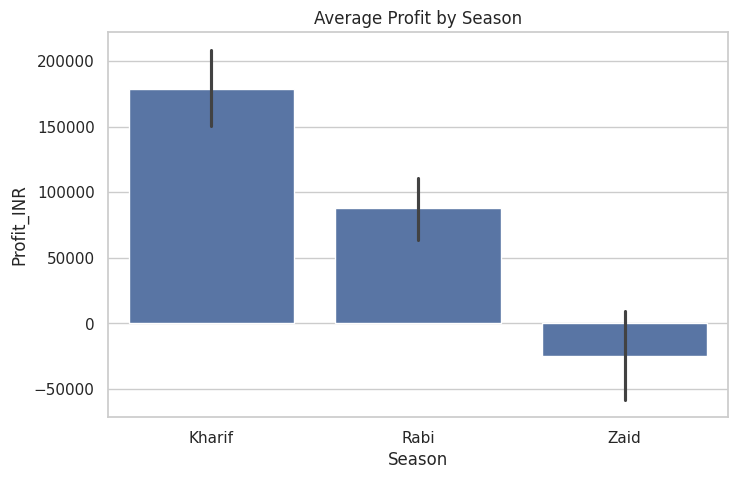 Average Profit by Season
Profit_INR
200000
150000
100000
50000
0
−50000
Kharif
Rabi
Zaid
Season